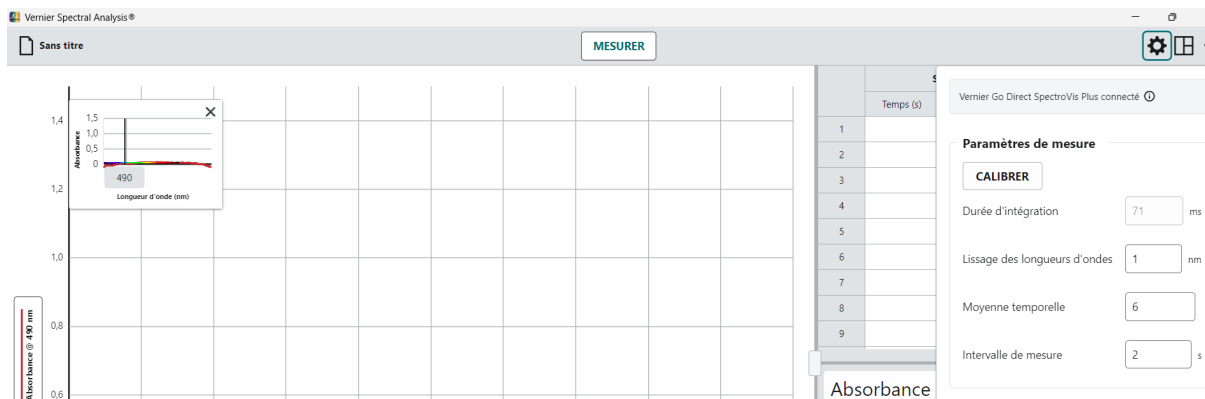 Vernier Spectral Analysis®
Sans titre
MESURER
1,4
1,2
1,0
0,8
0,6
Absorbance @ 490 nm
Absorbance
1,5
1,0
0,5
0
490
Longueur d'onde (nm)
Temps (s)
1
2
3
4
5
6
7
8
9
Absorbance
Vernier Go Direct SpectroVis Plus connecté
Paramètres de mesure
CALIBRER
Durée d'intégration 71 ms
Lissage des longueurs d'ondes 1 nm
Moyenne temporelle 6
Intervalle de mesure 2 s